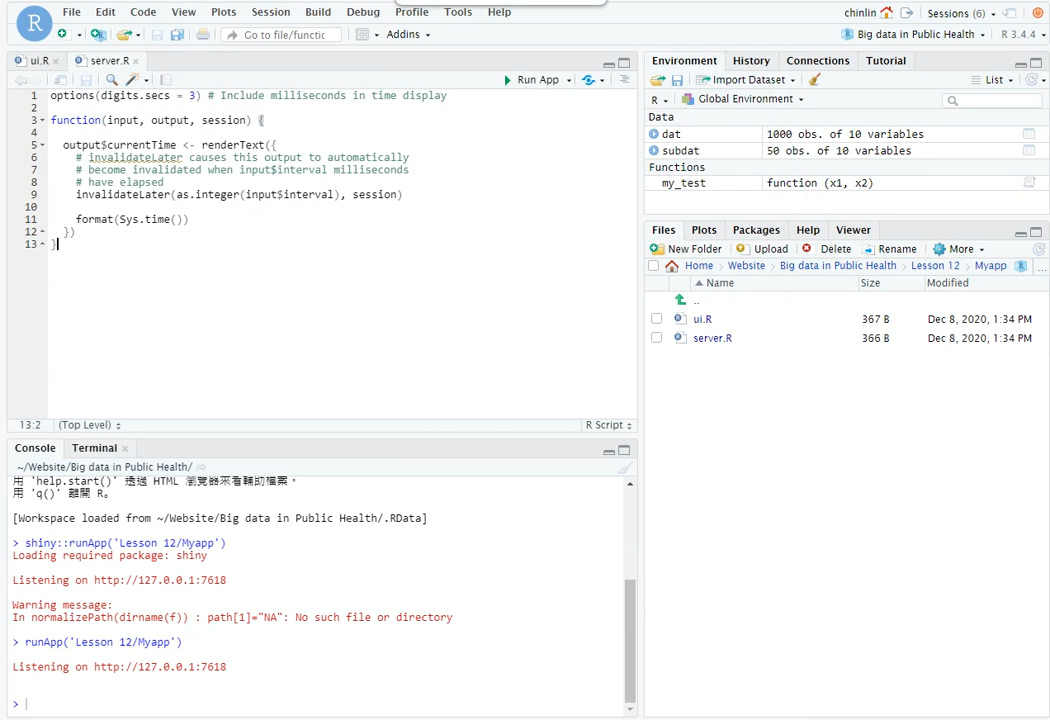 File Edit Code View Plots Session Build Debug Profile Tools Help
chinlin Sessions (6)
R Go to file/functic Addins
Big data in Public Health R 3.4.4
ui.R server.R
Run App
1 options(digits.secs = 3) # Include milliseconds in time display
2
3 function(input, output, session) {
4
5 output$currentTime <- renderText({
6 # invalidateLater causes this output to automatically
7 # become invalidated when input$interval milliseconds
8 # have elapsed
9 invalidateLater(as.integer(input$interval), session)
10
11 format(Sys.time())
12 })
13 }
13:2 (Top Level) R Script
Console Terminal
~/Website/Big data in Public Health/
用 'help.start()' 透過 HTML 瀏覽器來看輔助檔案。
用 'q()' 離開 R。
[Workspace loaded from ~/Website/Big data in Public Health/.RData]
> shiny::runApp('Lesson 12/Myapp')
Loading required package: shiny
Listening on http://127.0.0.1:7618
Warning message:
In normalizePath(dirname(f)) : path[1]="NA": No such file or directory
> runApp('Lesson 12/Myapp')
Listening on http://127.0.0.1:7618
>
Environment History Connections Tutorial
Import Dataset List
R Global Environment
Data
dat 1000 obs. of 10 variables
subdat 50 obs. of 10 variables
Functions
my_test function (x1, x2)
Files Plots Packages Help Viewer
New Folder Upload Delete Rename More
Home Website Big data in Public Health Lesson 12 Myapp ...
Name Size Modified
..
ui.R 367 B Dec 8, 2020, 1:34 PM
server.R 366 B Dec 8, 2020, 1:34 PM